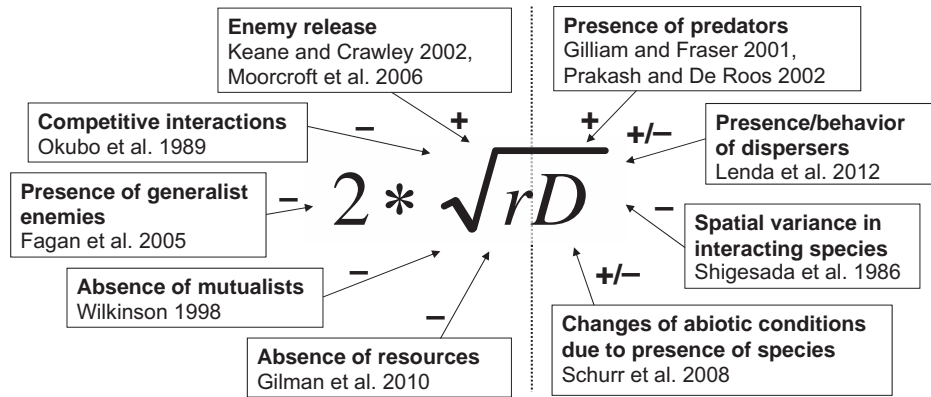 Enemy release
Keane and Crawley 2002,
Moorcroft et al. 2006
Presence of predators
Gilliam and Fraser 2001,
Prakash and De Roos 2002
Competitive interactions
Okubo et al. 1989
–
+
+
+/–
Presence/behavior
of dispersers
Lenda et al. 2012
Presence of generalist
enemies
Fagan et al. 2005
–
2 * √rD
–
Spatial variance in
interacting species
Shigesada et al. 1986
Absence of mutualists
Wilkinson 1998
–
+/–
Absence of resources
Gilman et al. 2010
–
Changes of abiotic conditions
due to presence of species
Schurr et al. 2008